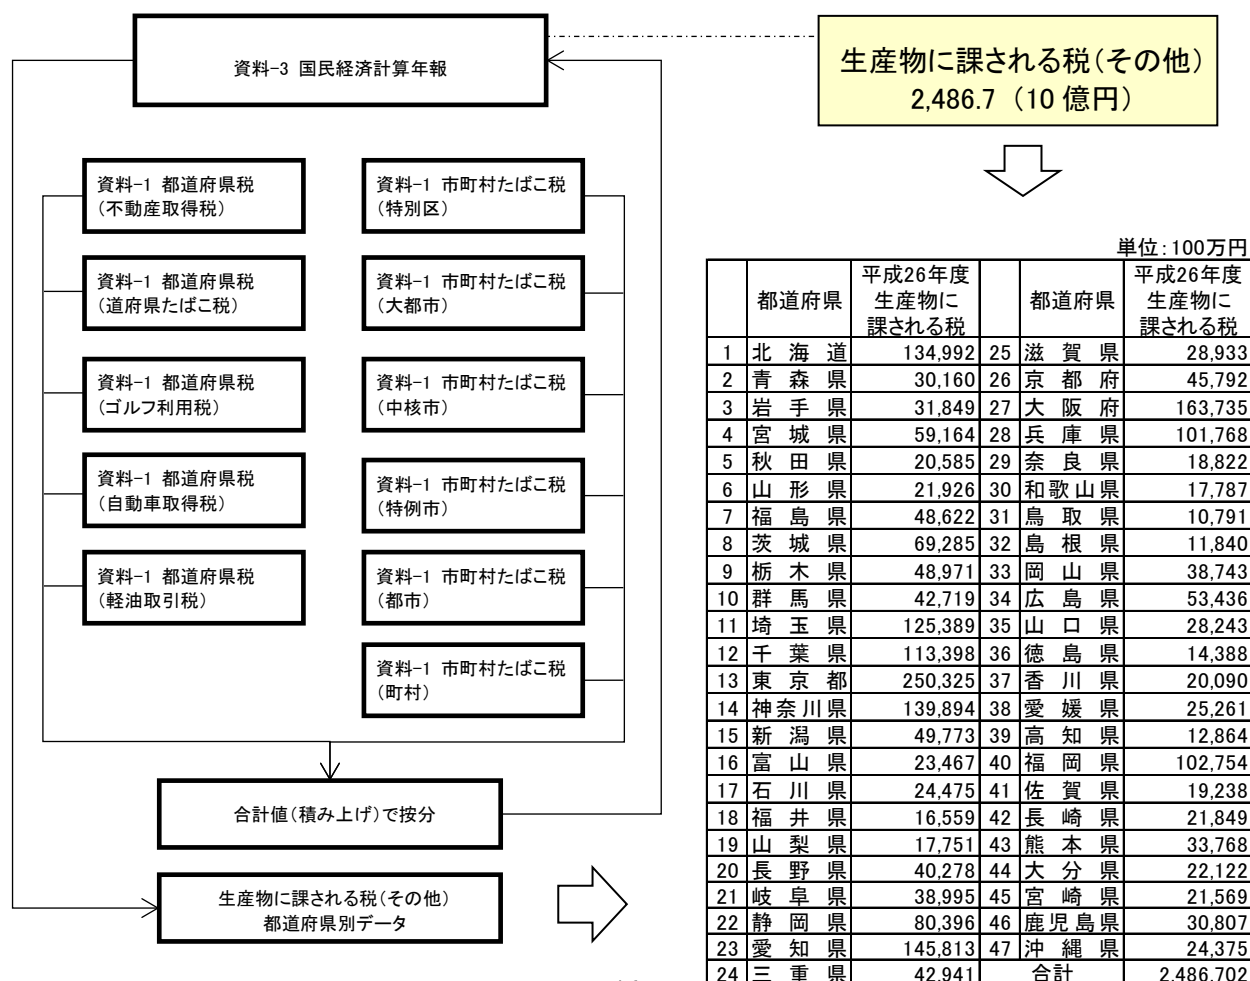 資料-3 国民経済計算年報
生産物に課される税(その他)
2,486.7 (10 億円)
資料-1 都道府県税
(不動産取得税)
資料-1 都道府県税
(道府県たばこ税)
資料-1 都道府県税
(ゴルフ利用税)
資料-1 都道府県税
(自動車取得税)
資料-1 都道府県税
(軽油取引税)
資料-1 市町村たばこ税
(特別区)
資料-1 市町村たばこ税
(大都市)
資料-1 市町村たばこ税
(中核市)
資料-1 市町村たばこ税
(特例市)
資料-1 市町村たばこ税
(都市)
資料-1 市町村たばこ税
(町村)
合計値(積み上げ)で按分
生産物に課される税(その他)
都道府県別データ
単位:100万円
都道府県 平成26年度 生産物に 課される税 都道府県 平成26年度 生産物に 課される税
1 北海道 134,992 25 滋賀県 28,933
2 青森県 30,160 26 京都府 45,792
3 岩手県 31,849 27 大阪府 163,735
4 宮城県 59,164 28 兵庫県 101,768
5 秋田県 20,585 29 奈良県 18,822
6 山形県 21,926 30 和歌山県 17,787
7 福島県 48,622 31 鳥取県 10,791
8 茨城県 69,285 32 島根県 11,840
9 栃木県 48,971 33 岡山県 38,743
10 群馬県 42,719 34 広島県 53,436
11 埼玉県 125,389 35 山口県 28,243
12 千葉県 113,398 36 徳島県 14,388
13 東京都 250,325 37 香川県 20,090
14 神奈川県 139,894 38 愛媛県 25,261
15 新潟県 49,773 39 高知県 12,864
16 富山県 23,467 40 福岡県 102,754
17 石川県 24,475 41 佐賀県 19,238
18 福井県 16,559 42 長崎県 21,849
19 山梨県 17,751 43 熊本県 33,768
20 長野県 40,278 44 大分県 22,122
21 岐阜県 38,995 45 宮崎県 21,569
22 静岡県 80,396 46 鹿児島県 30,807
23 愛知県 145,813 47 沖縄県 24,375
24 三重県 42,941 合計 2,486,702